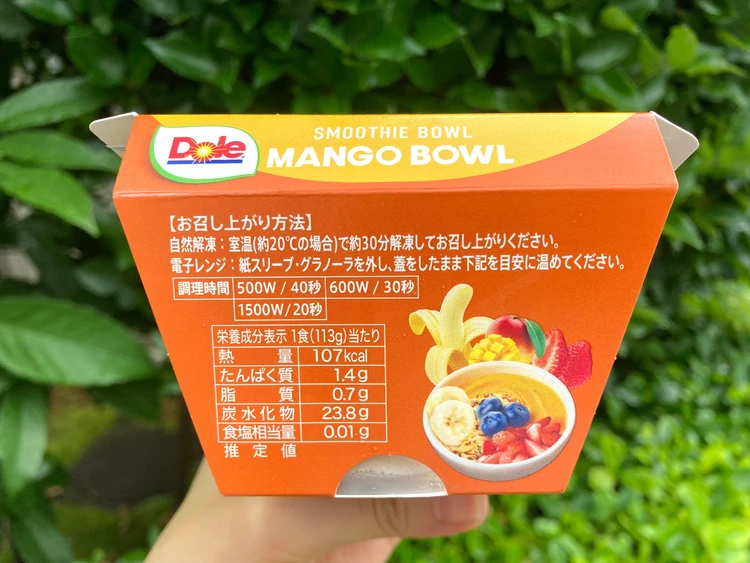 Dole
SMOOTHIE BOWL
MANGO BOWL
【お召し上がり方法】
自然解凍：室温(約20℃の場合)で約30分解凍してお召し上がりください。
電子レンジ：紙スリーブ・グラノーラを外し、蓋をしたまま下記を目安に温めてください。
調理時間 500W/40秒 600W/30秒
1500W/20秒
栄養成分表示 1食(113g)当たり
熱量 107kcal
たんぱく質 1.4g
脂質 0.7g
炭水化物 23.8g
食塩相当量 0.01g
推定値